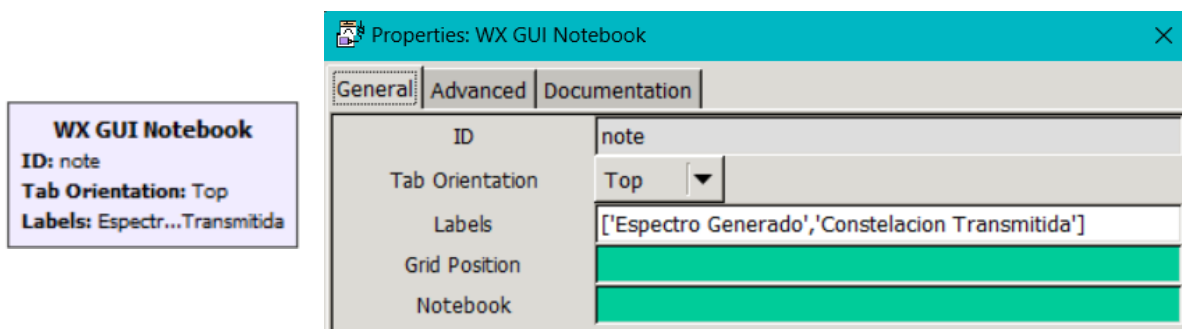 WX GUI Notebook
ID: note
Tab Orientation: Top
Labels: Espectr...Transmitida
Properties: WX GUI Notebook
General Advanced Documentation
ID note
Tab Orientation Top
Labels ['Espectro Generado','Constelacion Transmitida']
Grid Position
Notebook